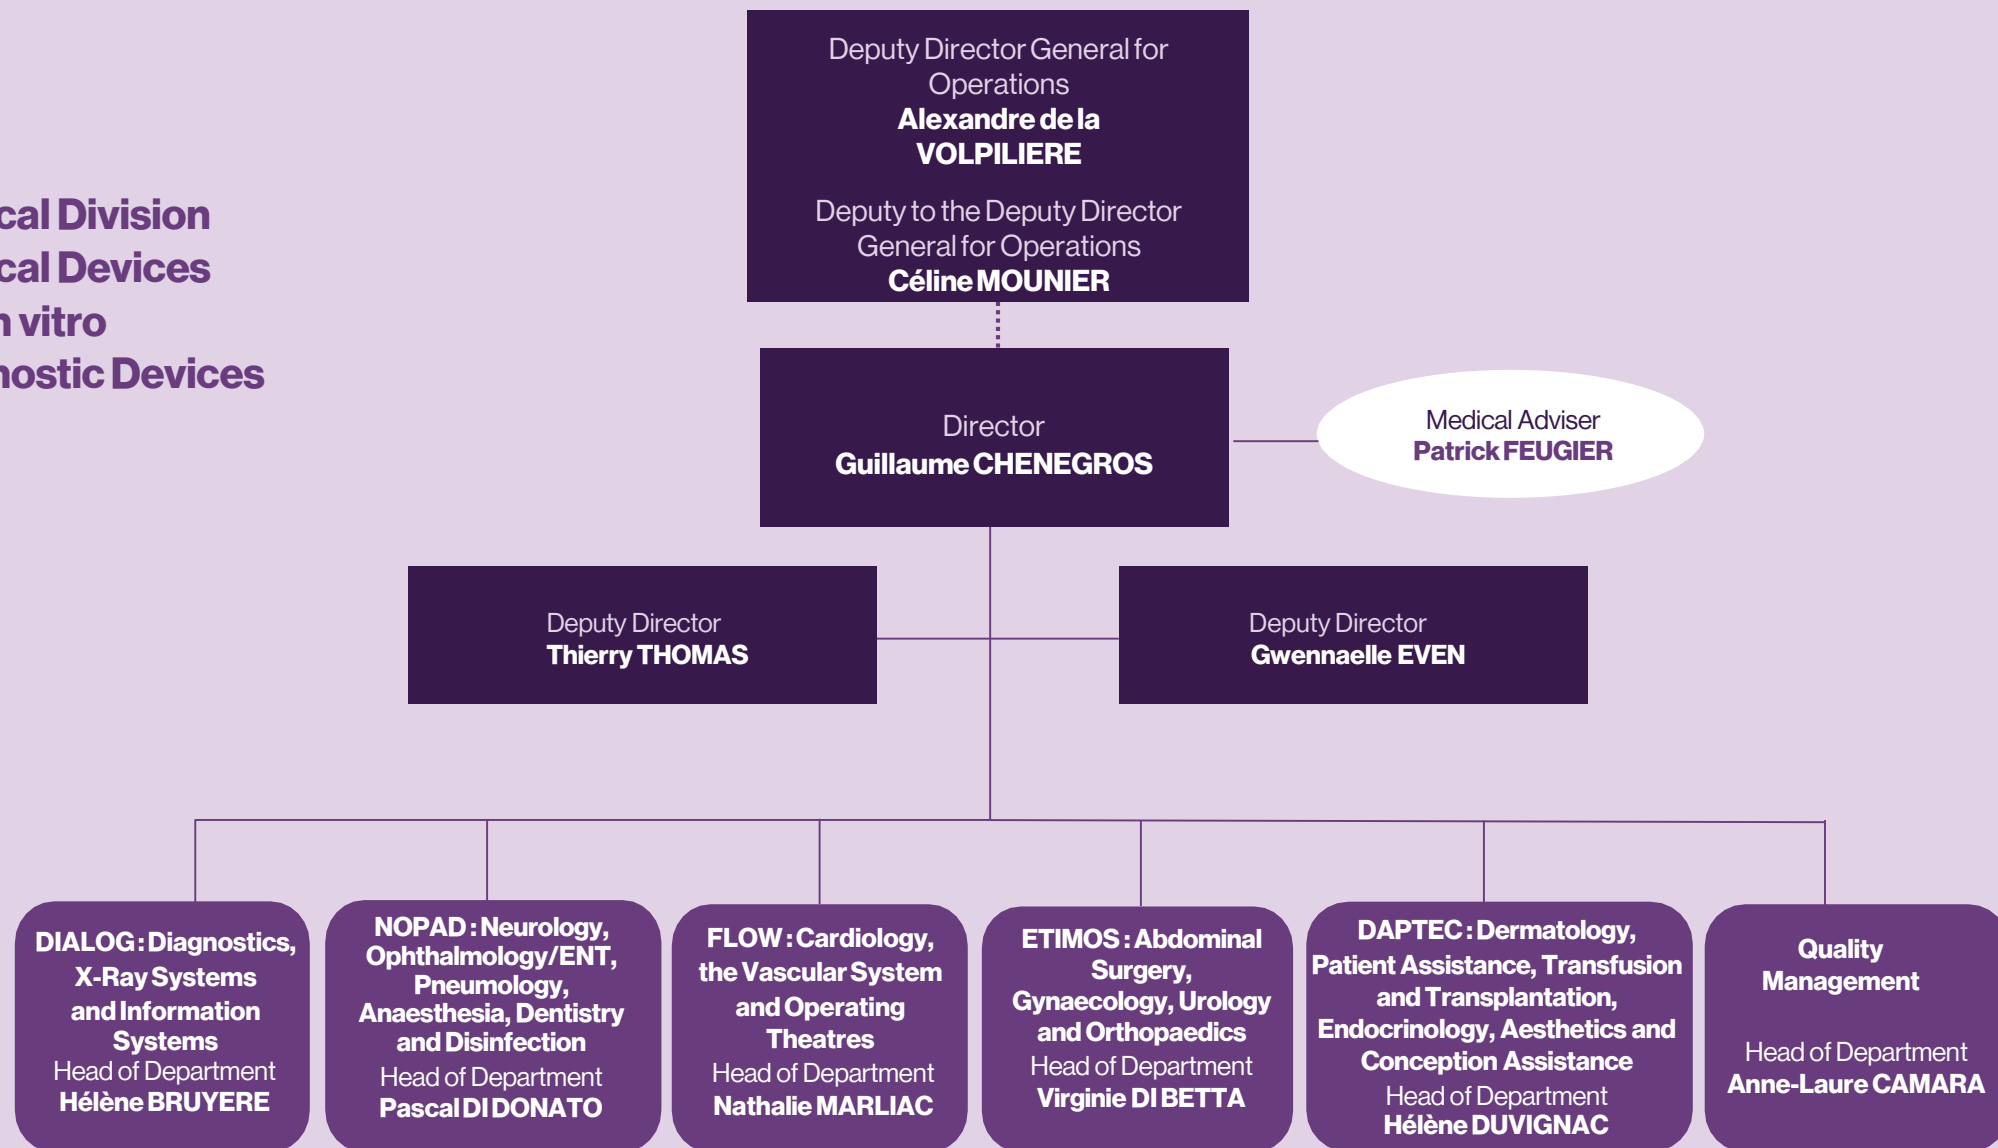 Deputy Director General for
Operations
Alexandre de la
VOLPILIERE
Deputy to the Deputy Director
General for Operations
Céline MOUNIER
cal Division
cal Devices
n vitro
nostic Devices
Director
Guillaume CHENEGROS
Medical Adviser
Patrick FEUGIER
Deputy Director
Thierry THOMAS
Deputy Director
Gwennaelle EVEN
DIALOG : Diagnostics,
X-Ray Systems
and Information
Systems
Head of Department
Hélène BRUYERE
NOPAD : Neurology,
Ophthalmology/ENT,
Pneumology,
Anaesthesia, Dentistry
and Disinfection
Head of Department
Pascal DI DONATO
FLOW : Cardiology,
the Vascular System
and Operating
Theatres
Head of Department
Nathalie MARLIAC
ETIMOS : Abdominal
Surgery,
Gynaecology, Urology
and Orthopaedics
Head of Department
Virginie DI BETTA
DAPTEC : Dermatology,
Patient Assistance, Transfusion
and Transplantation,
Endocrinology, Aesthetics and
Conception Assistance
Head of Department
Hélène DUVIGNAC
Quality
Management
Head of Department
Anne-Laure CAMARA